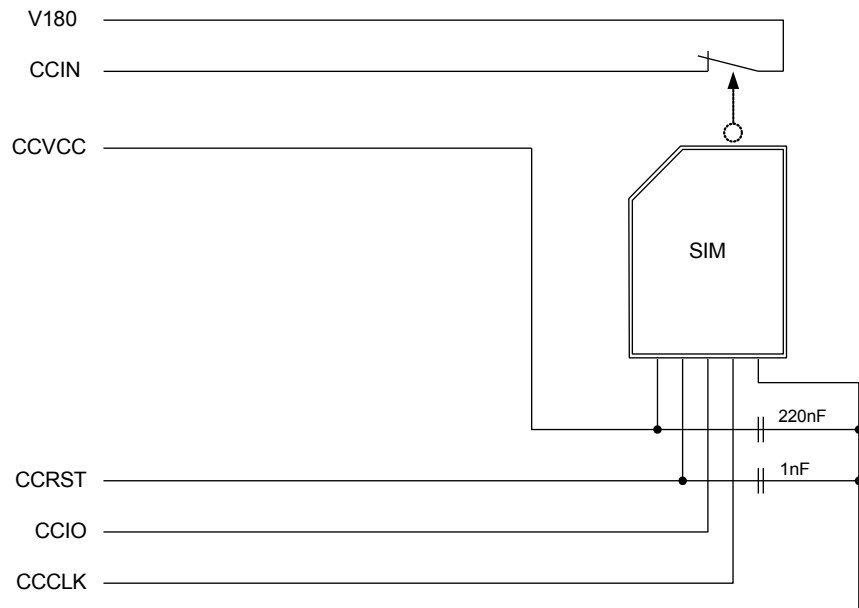 V180
CCIN
CCVCC
SIM
220nF
CCRST
1nF
CCIO
CCCLK